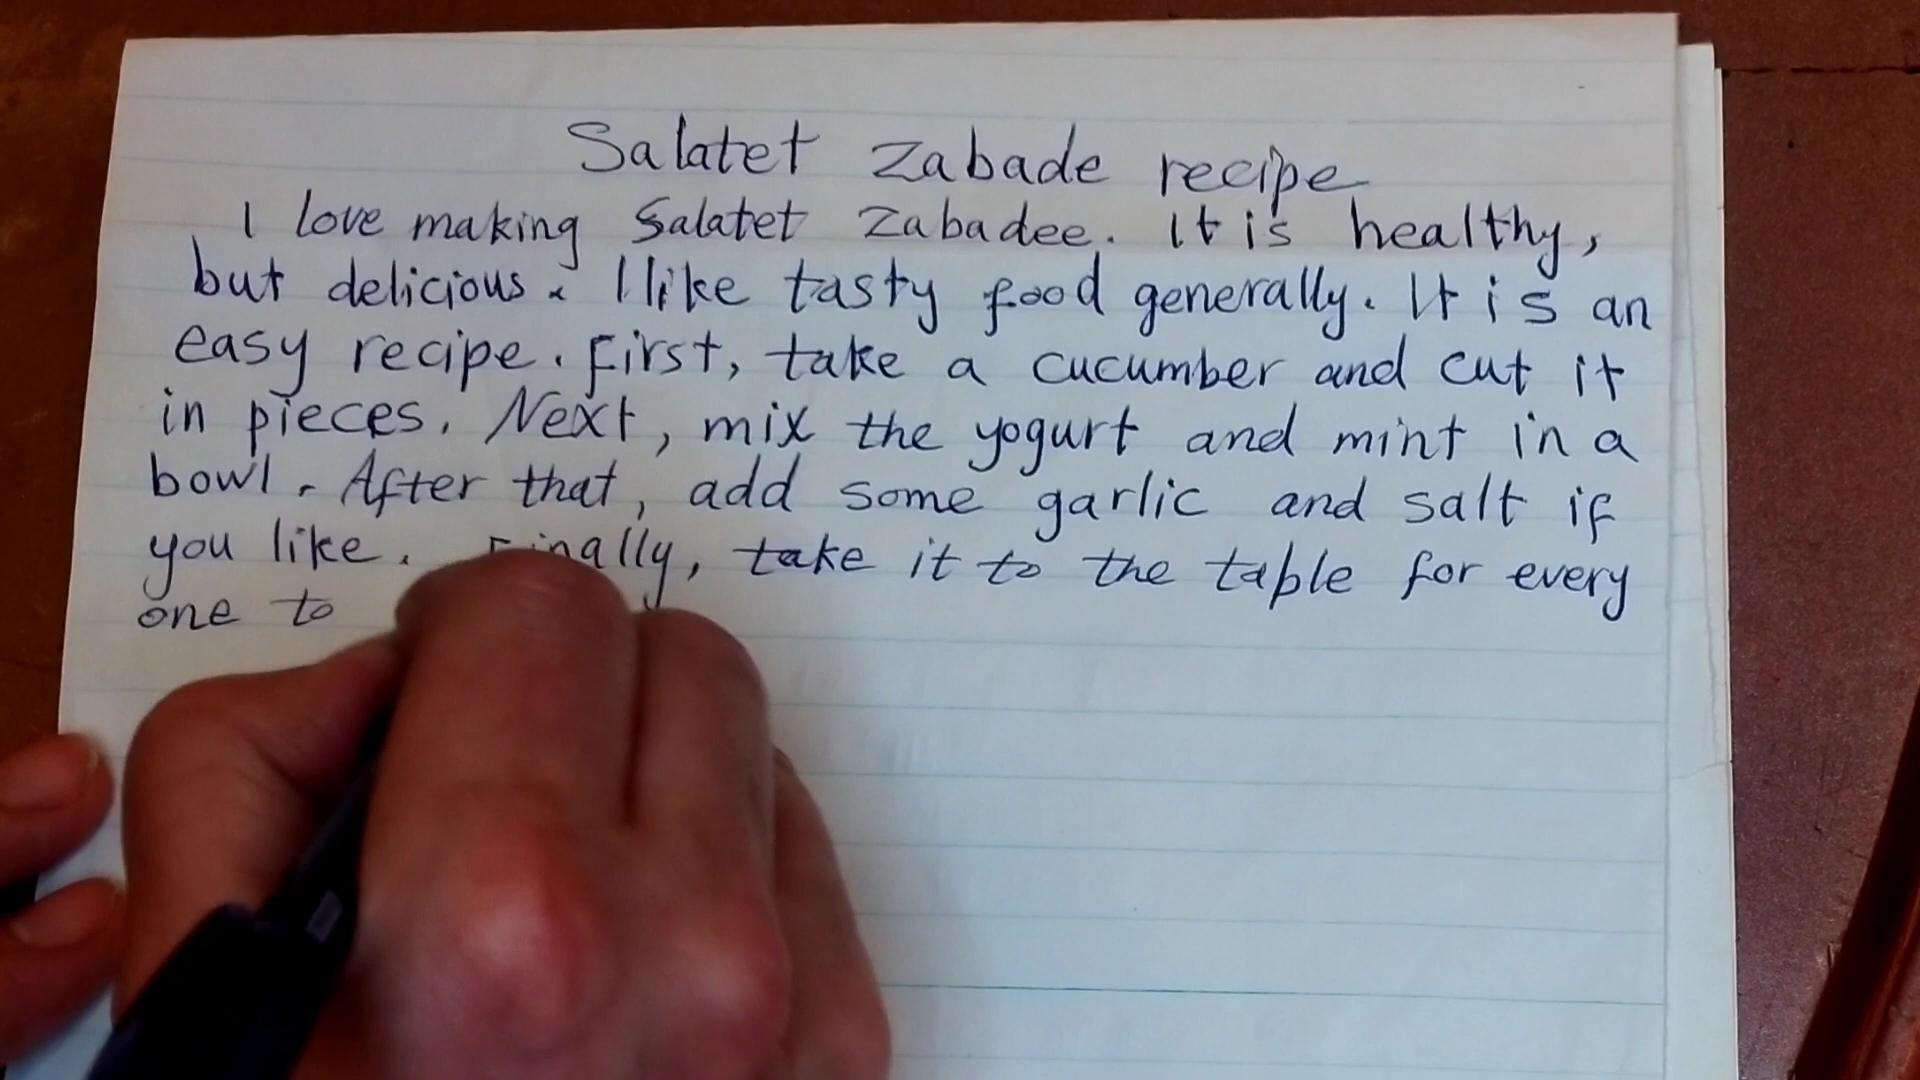 Salatet Zabade recipe
I love making Salatet Zabadee. It is healthy,
but delicious. I like tasty food generally. It is an
easy recipe. First, take a cucumber and cut it
in pieces. Next, mix the yogurt and mint in a
bowl. After that, add some garlic and salt if
you like. Finally, take it to the table for every
one to